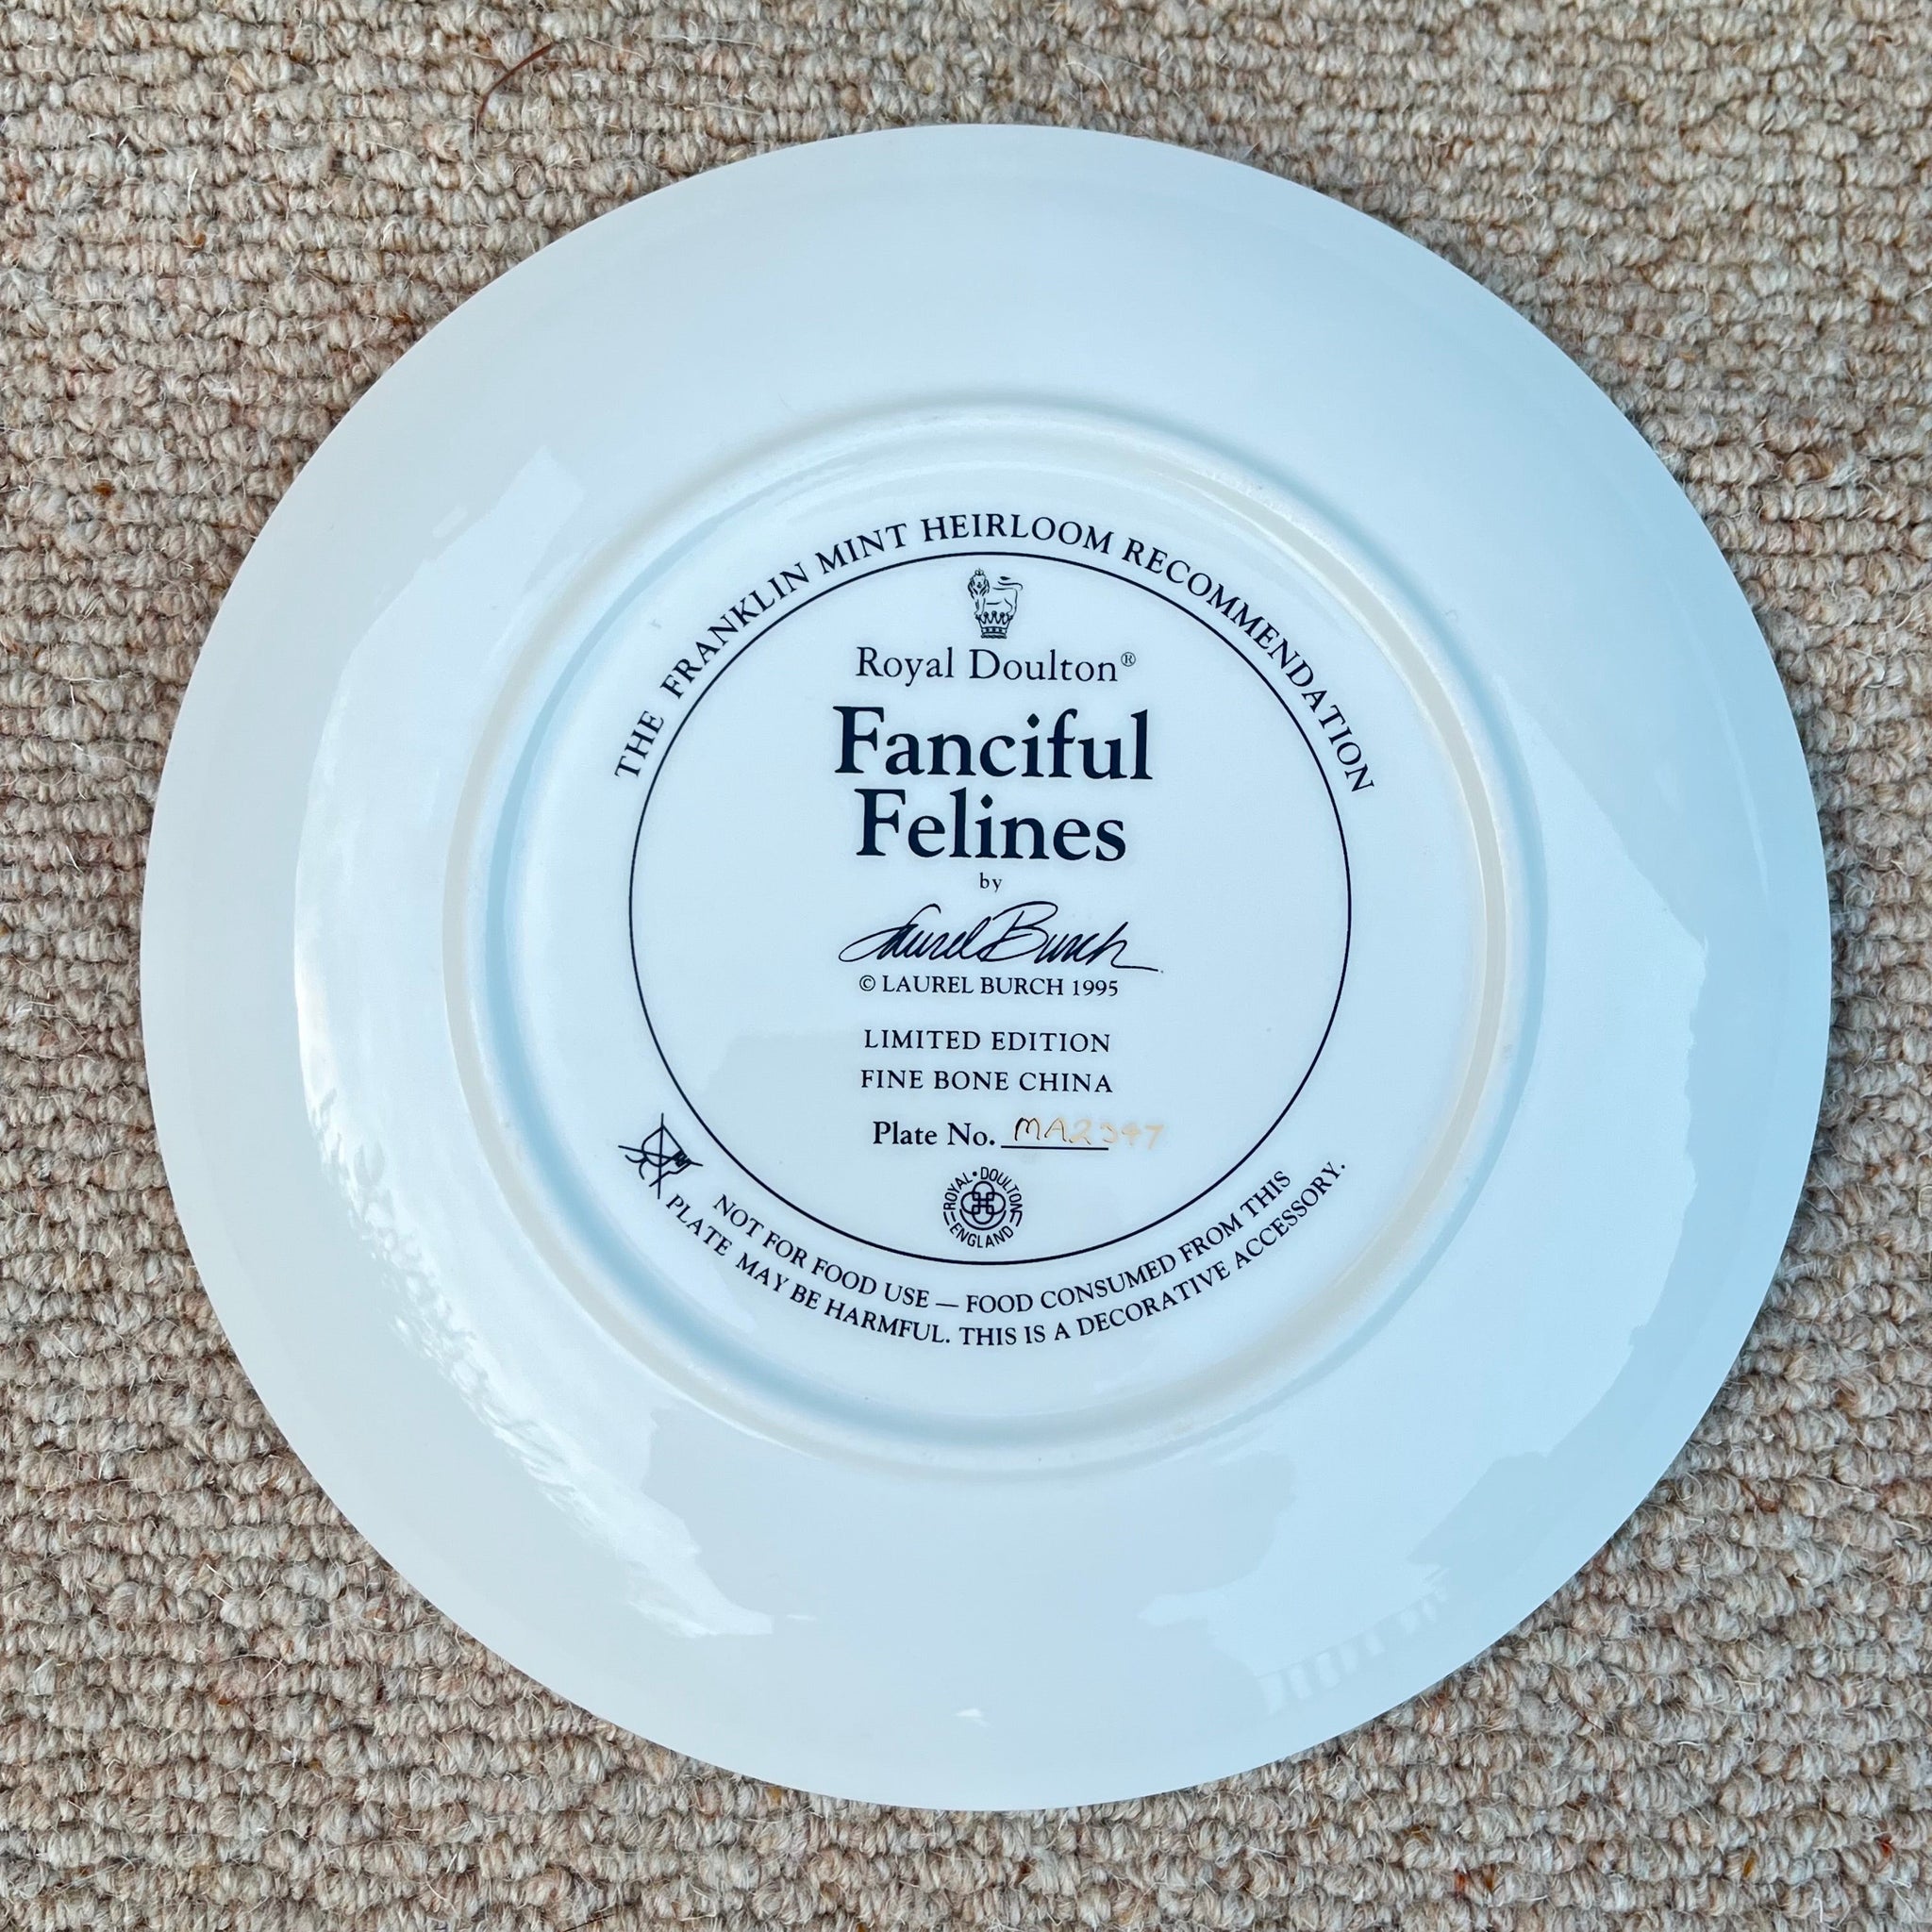 THE FRANKLIN MINT HEIRLOOM RECOMMENDATION
Royal Doulton®
Fanciful
Felines
by
Laurel Burch
© LAUREL BURCH 1995
LIMITED EDITION
FINE BONE CHINA
Plate No. MA2347
ROYAL • DOULTON
ENGLAND
NOT FOR FOOD USE — FOOD CONSUMED FROM THIS
PLATE MAY BE HARMFUL. THIS IS A DECORATIVE ACCESSORY.